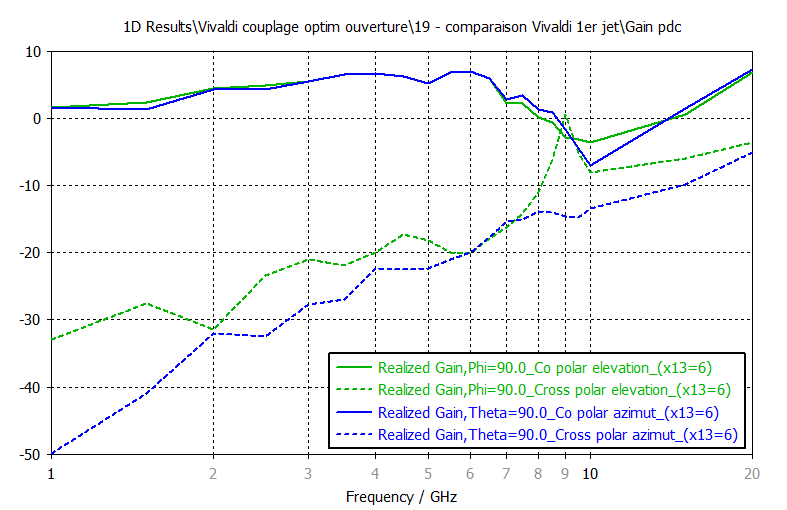 1D Results\Vivaldi couplage optim ouverture\19 - comparaison Vivaldi 1er jet\Gain pdc
10
0
-10
-20
-30
-40
-50
Realized Gain,Phi=90.0_Co polar elevation_(x13=6)
Realized Gain,Phi=90.0_Cross polar elevation_(x13=6)
Realized Gain,Theta=90.0_Co polar azimut_(x13=6)
Realized Gain,Theta=90.0_Cross polar azimut_(x13=6)
1 2 3 4 5 6 7 8 9 10 20
Frequency / GHz